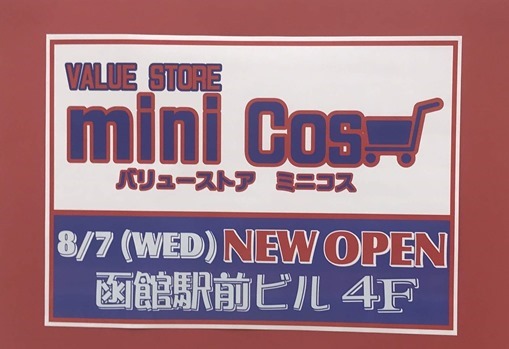 VALUE STORE
mini Cos
バリューストア ミニコス
8/7 (WED) NEW OPEN
函館駅前ビル 4F